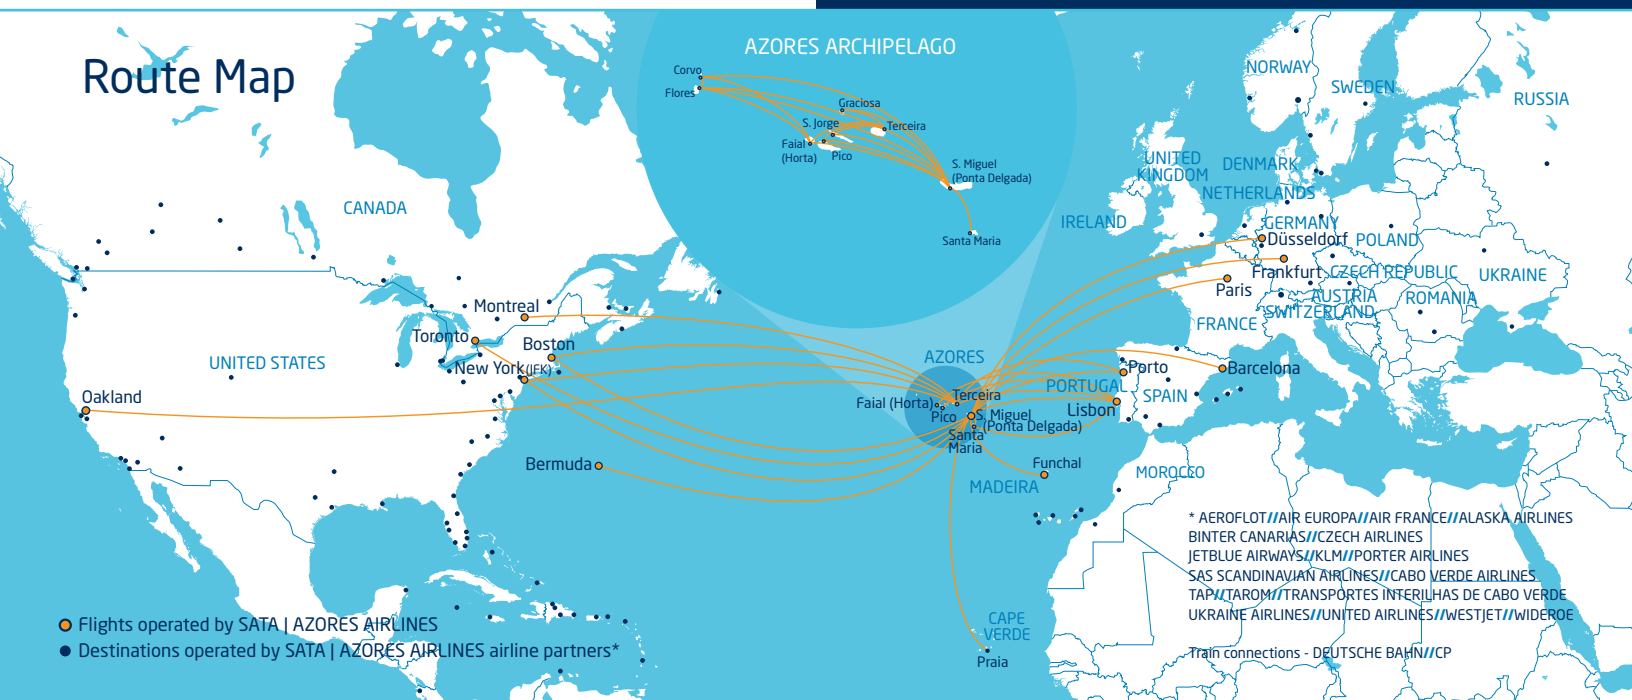 Route Map
AZORES ARCHIPELAGO
Corvo
Flores
Graciosa
S. Jorge
Terceira
Faial
(Horta)
Pico
S. Miguel
(Ponta Delgada)
Santa Maria
NORWAY
SWEDEN
RUSSIA
UNITED
KINGDOM
DENMARK
NETHERLANDS
IRELAND
GERMANY
Düsseldorf
POLAND
Frankfurt
CZECH REPUBLIC
UKRAINE
Paris
AUSTRIA
ROMANIA
SWITZERLAND
FRANCE
CANADA
Montreal
Toronto
Boston
UNITED STATES
New York (JFK)
Oakland
Bermuda
AZORES
Terceira
Faial (Horta)
Pico
S. Miguel
(Ponta Delgada)
Santa
Maria
Porto
Barcelona
PORTUGAL
SPAIN
Lisbon
Funchal
MADEIRA
MOROCCO
CAPE
VERDE
Praia
* AEROFLOT//AIR EUROPA//AIR FRANCE//ALASKA AIRLINES
BINTER CANARIAS//CZECH AIRLINES
JETBLUE AIRWAYS//KLM//PORTER AIRLINES
SAS SCANDINAVIAN AIRLINES//CABO VERDE AIRLINES
TAP//TAROM//TRANSPORTES INTERILHAS DE CABO VERDE
UKRAINE AIRLINES//UNITED AIRLINES//WESTJET//WIDEROE
Train connections - DEUTSCHE BAHN//CP
Flights operated by SATA | AZORES AIRLINES
Destinations operated by SATA | AZORES AIRLINES airline partners*